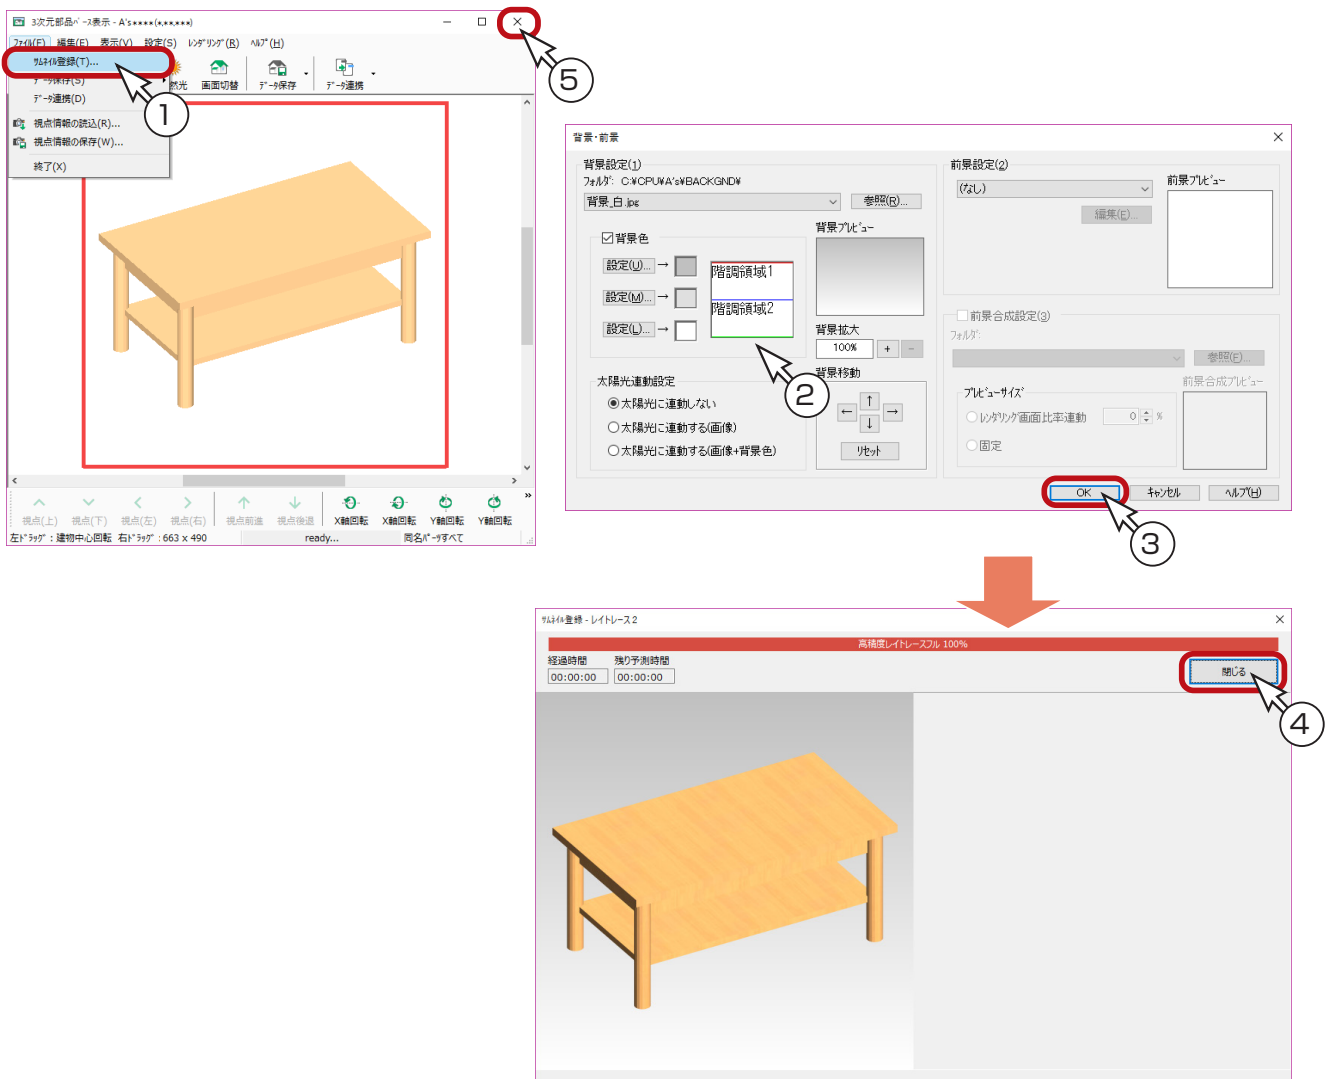 3次元部品ﾊﾟｰｽ表示 - A's****(*,**,***)
ﾌｧｲﾙ(F) 編集(E) 表示(V) 設定(S) ﾚﾝﾀﾞﾘﾝｸﾞ(R) ﾍﾙﾌﾟ(H)
ｻﾑﾈｲﾙ登録(T)...
ﾃﾞｰﾀ保存(S)
ﾃﾞｰﾀ連携(D)
視点情報の読込(R)...
視点情報の保存(W)...
終了(X)
然光 画面切替 ﾃﾞｰﾀ保存 ﾃﾞｰﾀ連携
1
5
視点(上) 視点(下) 視点(左) 視点(右) 視点前進 視点後退 X軸回転 X軸回転 Y軸回転 Y軸回転 »
左ﾄﾞﾗｯｸﾞ：建物中心回転 右ﾄﾞﾗｯｸﾞ：663 x 490 ready... 同名ﾊﾟｰﾂすべて
背景・前景
背景設定(1)
ﾌｫﾙﾀﾞ: C:¥CPU¥A's¥BACKGND¥
背景_白.jpg 参照(R)...
背景色
設定(U)... →
設定(M)... →
設定(L)... →
階調領域1
階調領域2
2
背景ﾌﾟﾚﾋﾞｭｰ
背景拡大
100% + -
背景移動
↑
← →
↓
ﾘｾｯﾄ
太陽光連動設定
太陽光に連動しない
太陽光に連動する(画像)
太陽光に連動する(画像+背景色)
前景設定(2)
(なし)
編集(E)...
前景ﾌﾟﾚﾋﾞｭｰ
前景合成設定(3)
ﾌｫﾙﾀﾞ:
参照(F)...
前景合成ﾌﾟﾚﾋﾞｭｰ
ﾌﾟﾚﾋﾞｭｰｻｲｽﾞ
ﾚﾝﾀﾞﾘﾝｸﾞ画面比率連動 0 %
固定
OK ｷｬﾝｾﾙ ﾍﾙﾌﾟ(H)
3
ｻﾑﾈｲﾙ登録 - レイトレース2
高精度レイトレースフル 100%
経過時間 残り予測時間
00:00:00 00:00:00
閉じる
4